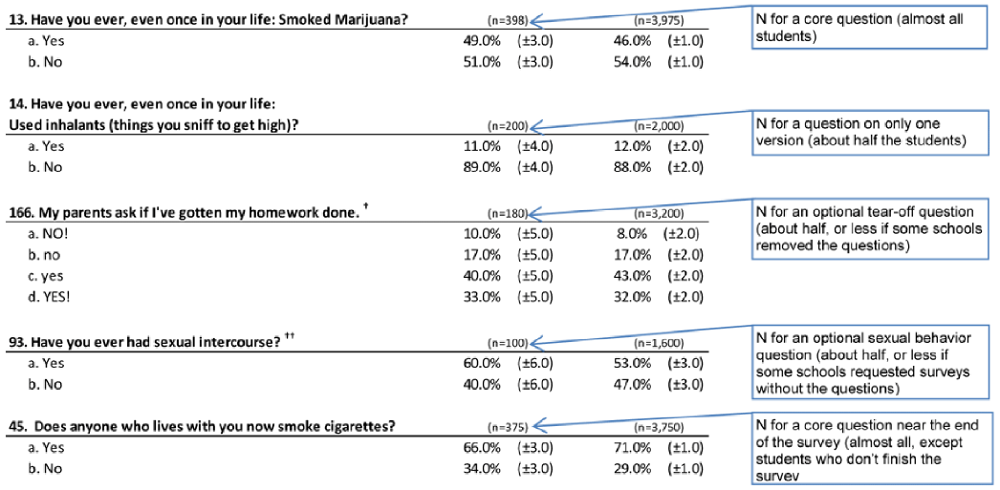 13. Have you ever, even once in your life: Smoked Marijuana? (n=398) (n=3,975)
a. Yes 49.0% (±3.0) 46.0% (±1.0)
b. No 51.0% (±3.0) 54.0% (±1.0)
N for a core question (almost all
students)
14. Have you ever, even once in your life:
Used inhalants (things you sniff to get high)? (n=200) (n=2,000)
a. Yes 11.0% (±4.0) 12.0% (±2.0)
b. No 89.0% (±4.0) 88.0% (±2.0)
N for a question on only one
version (about half the students)
166. My parents ask if I've gotten my homework done. † (n=180) (n=3,200)
a. NO! 10.0% (±5.0) 8.0% (±2.0)
b. no 17.0% (±5.0) 17.0% (±2.0)
c. yes 40.0% (±5.0) 43.0% (±2.0)
d. YES! 33.0% (±5.0) 32.0% (±2.0)
N for an optional tear-off question
(about half, or less if some schools
removed the questions)
93. Have you ever had sexual intercourse? †† (n=100) (n=1,600)
a. Yes 60.0% (±6.0) 53.0% (±3.0)
b. No 40.0% (±6.0) 47.0% (±3.0)
N for an optional sexual behavior
question (about half, or less if
some schools requested surveys
without the questions)
45. Does anyone who lives with you now smoke cigarettes? (n=375) (n=3,750)
a. Yes 66.0% (±3.0) 71.0% (±1.0)
b. No 34.0% (±3.0) 29.0% (±1.0)
N for a core question near the end
of the survey (almost all, except
students who don't finish the
survey